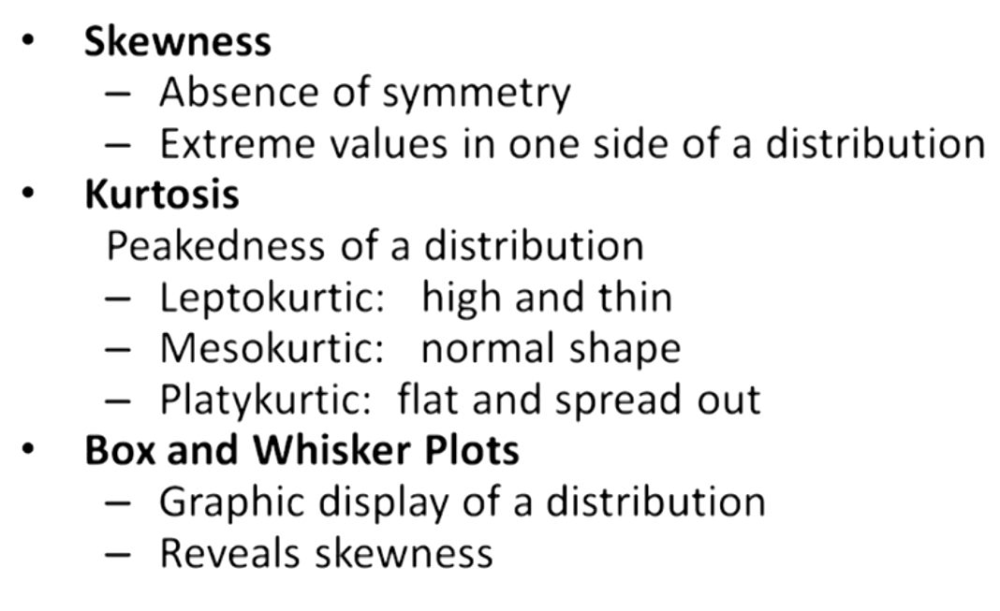 • Skewness
– Absence of symmetry
– Extreme values in one side of a distribution
• Kurtosis
Peakedness of a distribution
– Leptokurtic: high and thin
– Mesokurtic: normal shape
– Platykurtic: flat and spread out
• Box and Whisker Plots
– Graphic display of a distribution
– Reveals skewness